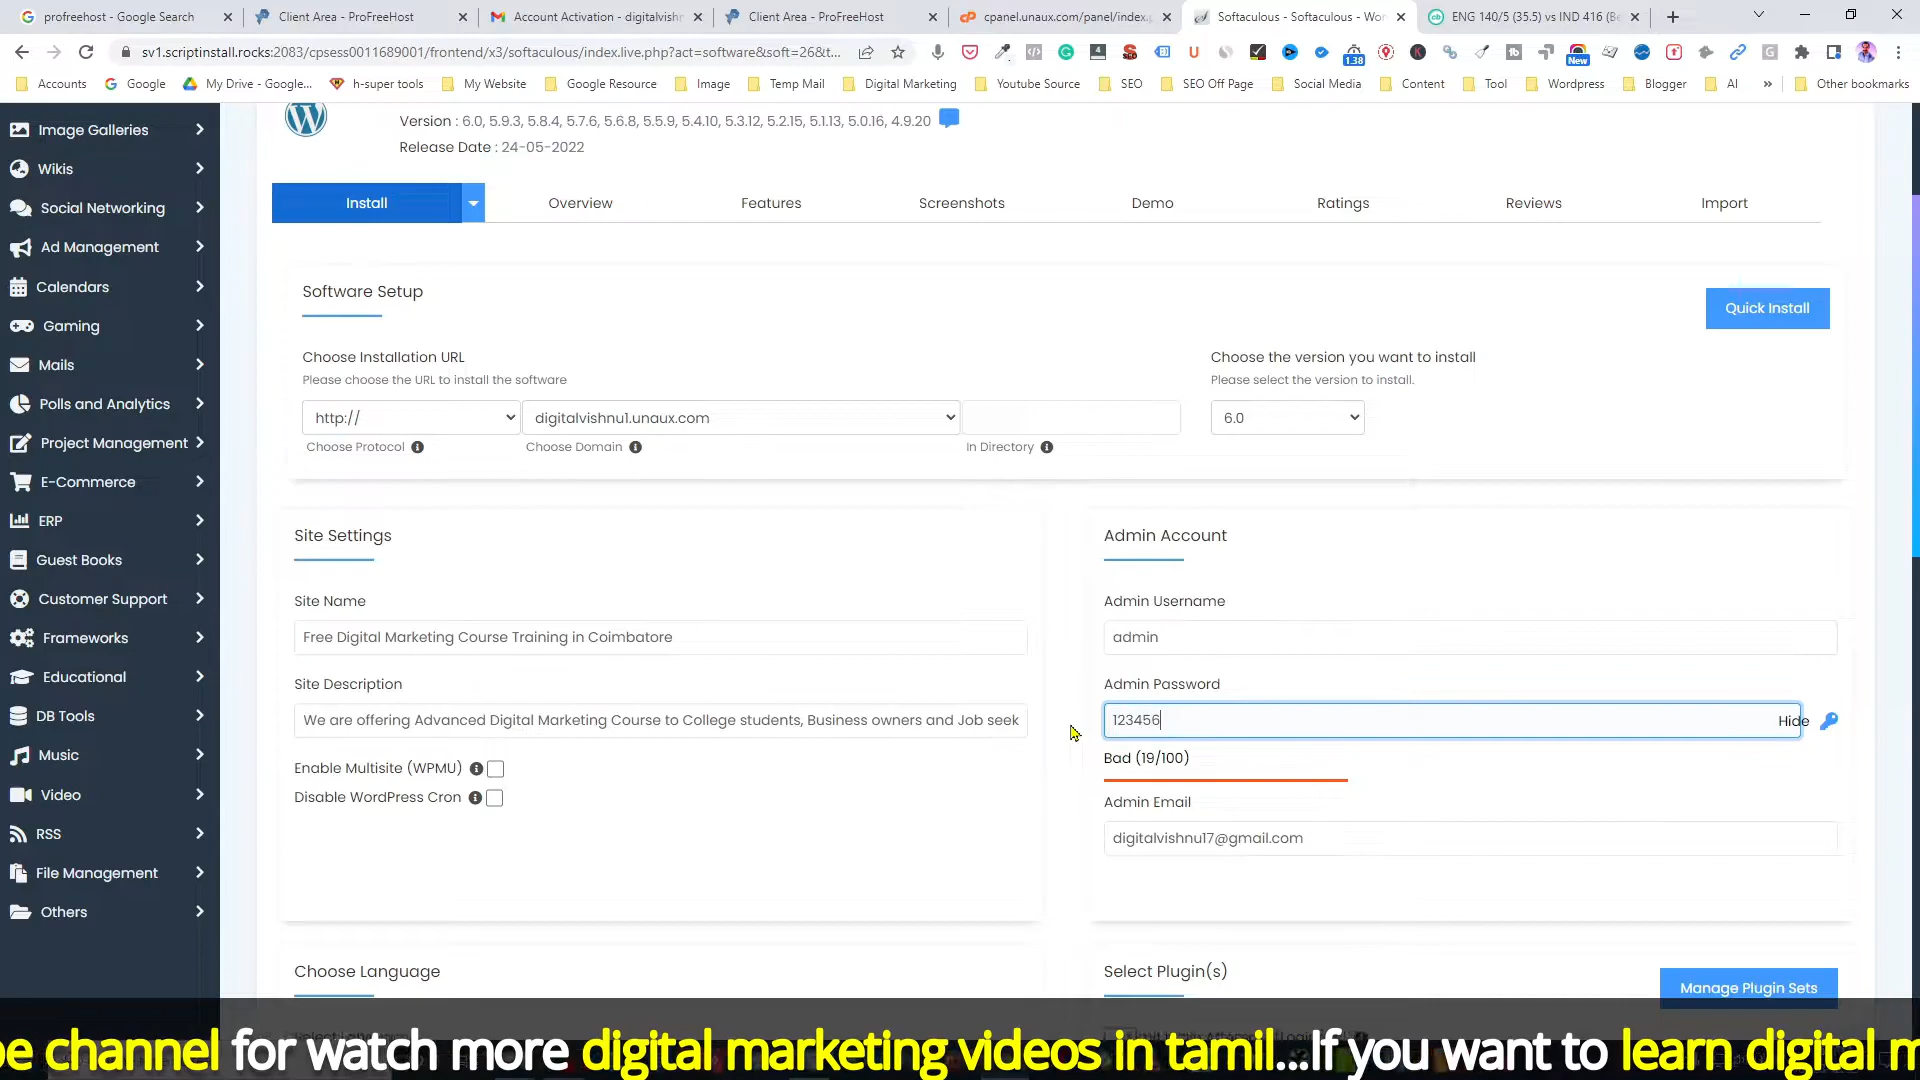 profreehost - Google Search
Client Area - ProFreeHost
Account Activation - digitalvishn
Client Area - ProFreeHost
cpanel.unaux.com/panel/index.
Softaculous - Softaculous - Wor
ENG 140/5 (35.5) vs IND 416 (Be
sv1.scriptinstall.rocks:2083/cpsess0011689001/frontend/x3/softaculous/index.live.php?act=software&soft=26&t...
1.38
New
Accounts
Google
My Drive - Google...
h-super tools
My Website
Google Resource
Image
Temp Mail
Digital Marketing
Youtube Source
SEO
SEO Off Page
Social Media
Content
Tool
Wordpress
Blogger
AI
»
Other bookmarks
Image Galleries
Wikis
Social Networking
Ad Management
Calendars
Gaming
Mails
Polls and Analytics
Project Management
E-Commerce
ERP
Guest Books
Customer Support
Frameworks
Educational
DB Tools
Music
Video
RSS
File Management
Others
Version : 6.0, 5.9.3, 5.8.4, 5.7.6, 5.6.8, 5.5.9, 5.4.10, 5.3.12, 5.2.15, 5.1.13, 5.0.16, 4.9.20
Release Date : 24-05-2022
Install
Overview
Features
Screenshots
Demo
Ratings
Reviews
Import
Software Setup
Quick Install
Choose Installation URL
Please choose the URL to install the software
http://
digitalvishnu1.unaux.com
Choose Protocol
Choose Domain
In Directory
Choose the version you want to install
Please select the version to install.
6.0
Site Settings
Site Name
Free Digital Marketing Course Training in Coimbatore
Site Description
We are offering Advanced Digital Marketing Course to College students, Business owners and Job seek
Enable Multisite (WPMU)
Disable WordPress Cron
Admin Account
Admin Username
admin
Admin Password
123456
Hide
Bad (19/100)
Admin Email
digitalvishnu17@gmail.com
Choose Language
Select Plugin(s)
Manage Plugin Sets
be channel for watch more digital marketing videos in tamil...If you want to learn digital m